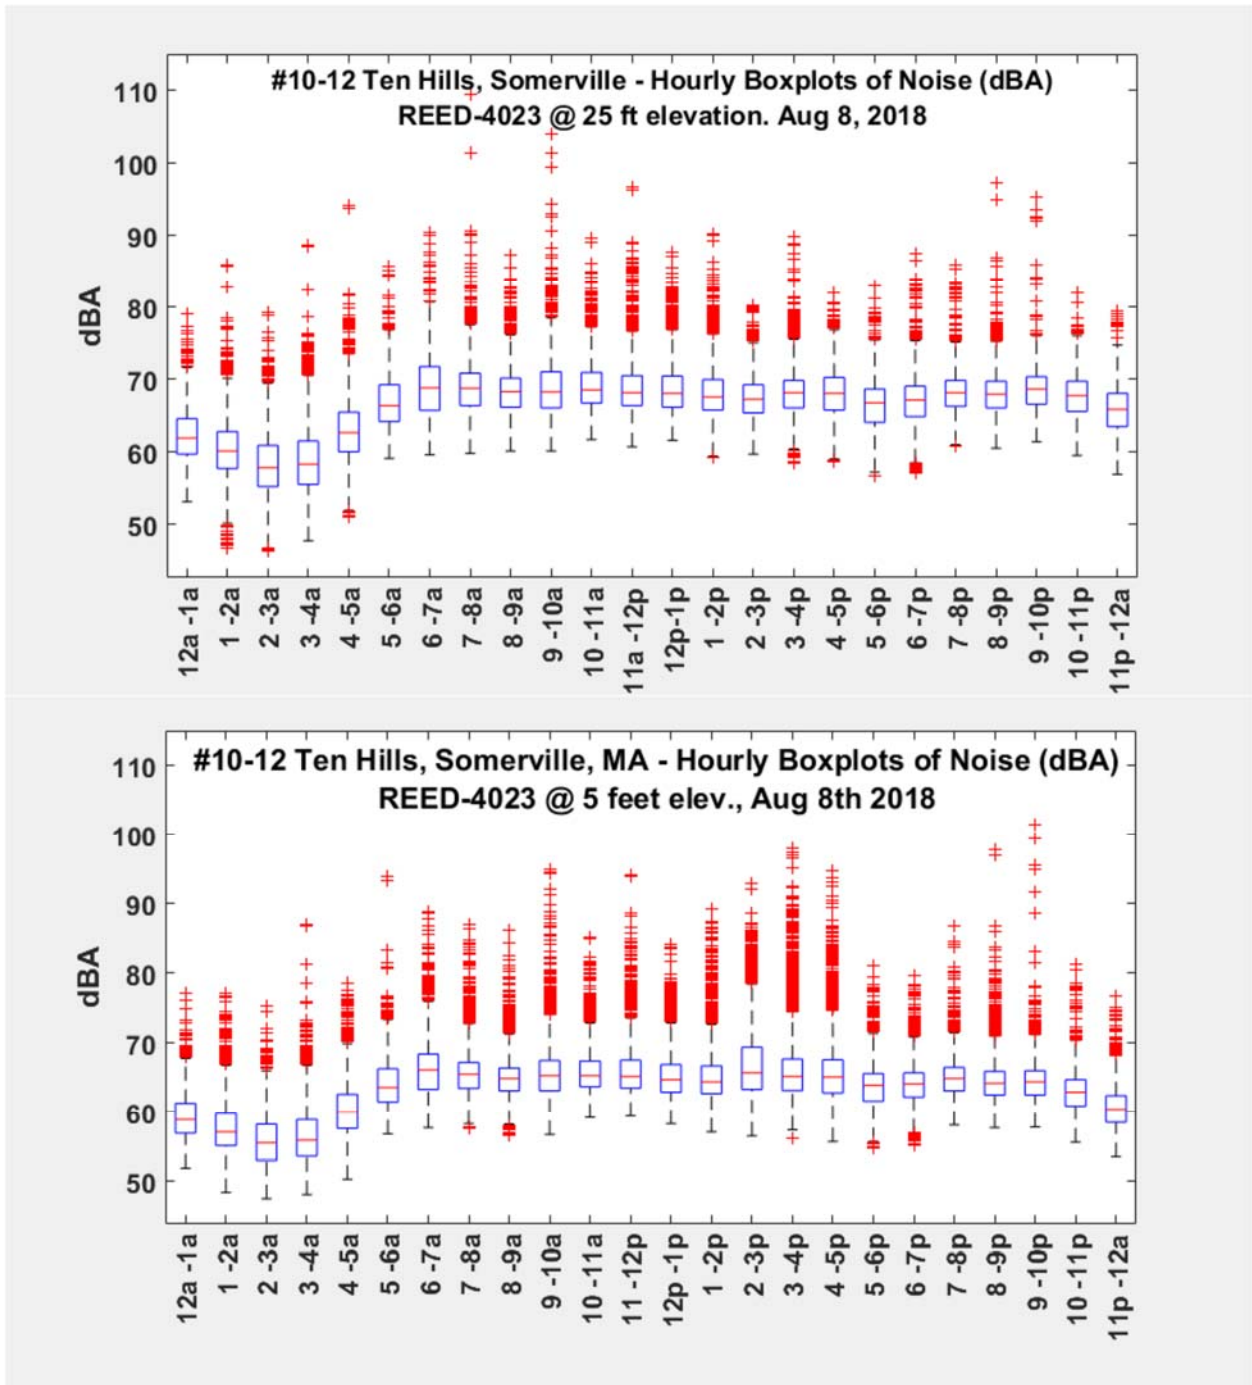 #10-12 Ten Hills, Somerville - Hourly Boxplots of Noise (dBA)
REED-4023 @ 25 ft elevation. Aug 8, 2018
dBA
110
100
90
80
70
60
50
12a -1a
1 -2a
2 -3a
3 -4a
4 -5a
5 -6a
6 -7a
7 -8a
8 -9a
9 -10a
10 -11a
11a -12p
12p-1p
1 -2p
2 -3p
3 -4p
4 -5p
5 -6p
6 -7p
7 -8p
8 -9p
9 -10p
10 -11p
11p -12a
#10-12 Ten Hills, Somerville, MA - Hourly Boxplots of Noise (dBA)
REED-4023 @ 5 feet elev., Aug 8th 2018
dBA
110
100
90
80
70
60
50
12a -1a
1 -2a
2 -3a
3 -4a
4 -5a
5 -6a
6 -7a
7 -8a
8 -9a
9 -10a
10 -11a
11 -12p
12p -1p
1 -2p
2 -3p
3 -4p
4 -5p
5 -6p
6 -7p
7 -8p
8 -9p
9 -10p
10 -11p
11p -12a